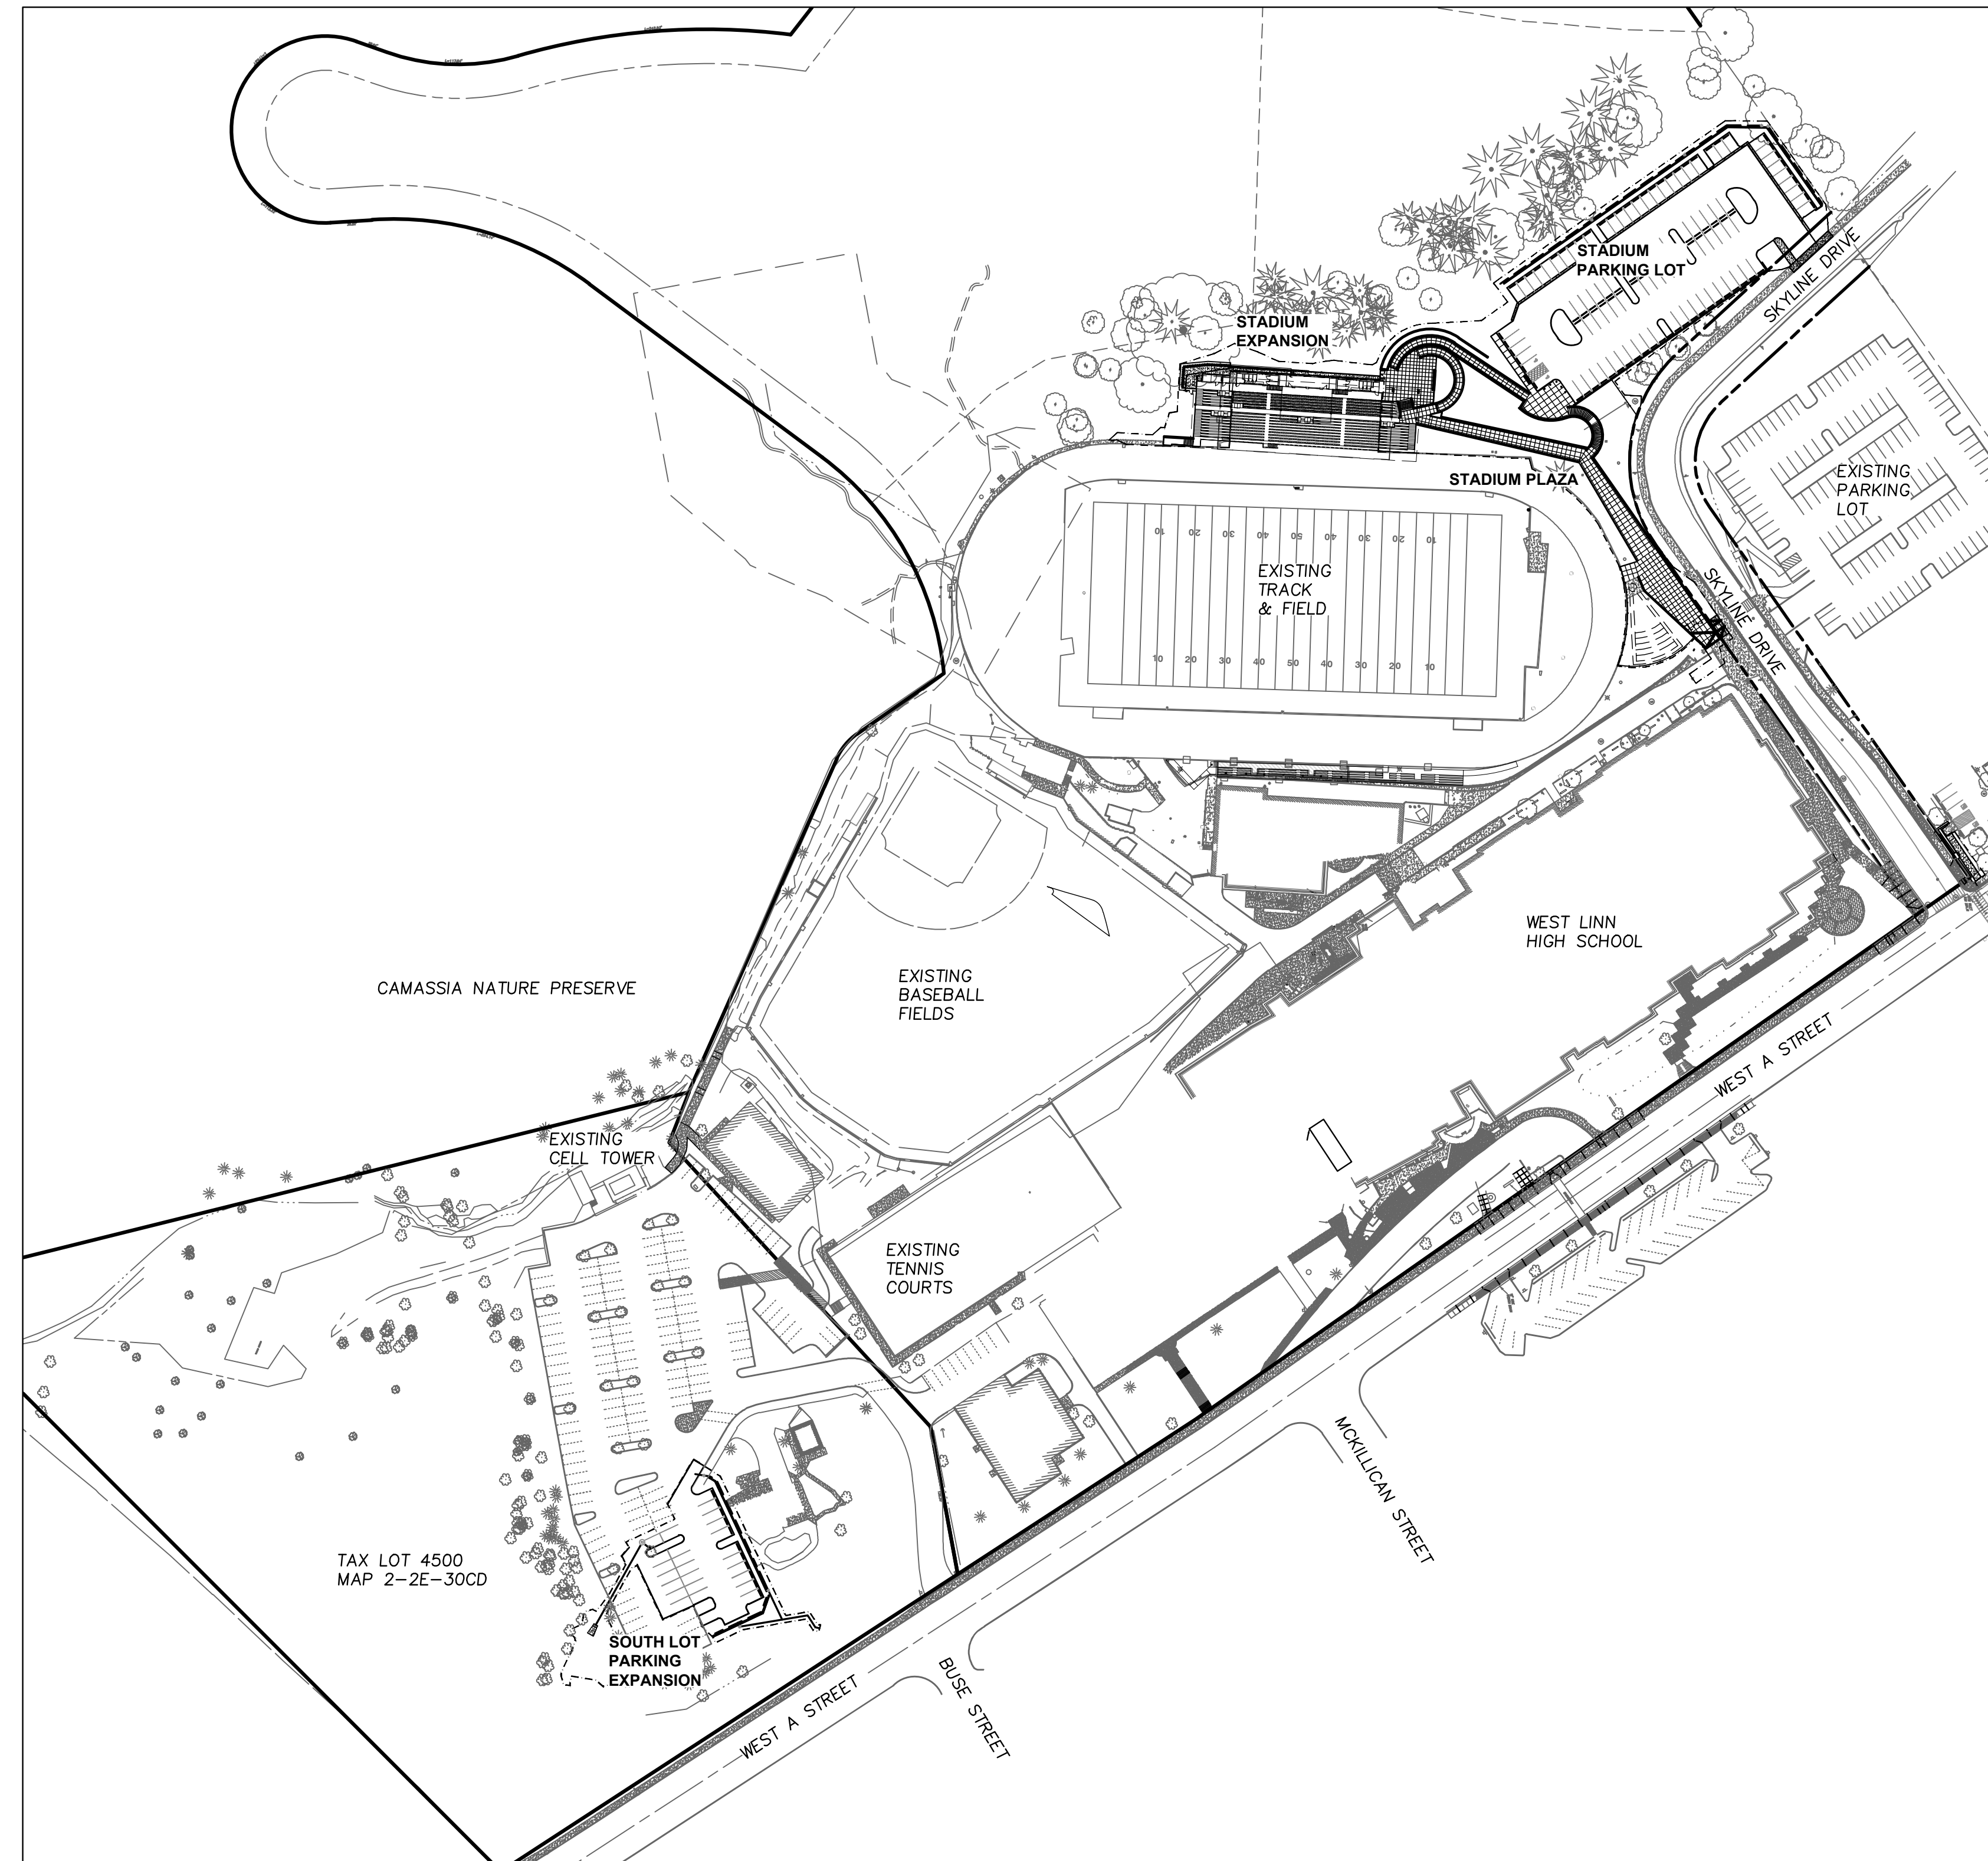 STADIUM
PARKING LOT
SKYLINE DRIVE
STADIUM
EXPANSION
EXISTING
PARKING
LOT
STADIUM PLAZA
10 20 30 40 50 40 30 20 10
EXISTING
TRACK
& FIELD
SKYLINE DRIVE
10 20 30 40 50 40 30 20 10
WEST LINN
HIGH SCHOOL
EXISTING
BASEBALL
FIELDS
CAMASSIA NATURE PRESERVE
WEST A STREET
EXISTING
CELL TOWER
EXISTING
TENNIS
COURTS
MCKILLICAN STREET
TAX LOT 4500
MAP 2-2E-30CD
SOUTH LOT
PARKING
EXPANSION
WEST A STREET
BUSE STREET